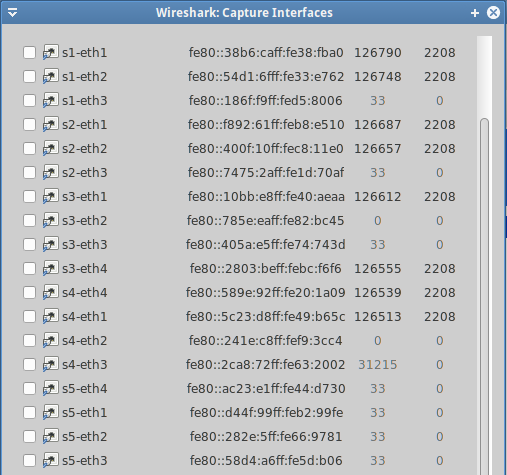 Wireshark: Capture Interfaces
s1-eth1 fe80::38b6:caff:fe38:fba0 126790 2208
s1-eth2 fe80::54d1:6fff:fe33:e762 126748 2208
s1-eth3 fe80::186f:f9ff:fed5:8006 33 0
s2-eth1 fe80::f892:61ff:feb8:e510 126687 2208
s2-eth2 fe80::400f:10ff:fec8:11e0 126657 2208
s2-eth3 fe80::7475:2aff:fe1d:70af 33 0
s3-eth1 fe80::10bb:e8ff:fe40:aeaa 126612 2208
s3-eth2 fe80::785e:eaff:fe82:bc45 0 0
s3-eth3 fe80::405a:e5ff:fe74:743d 33 0
s3-eth4 fe80::2803:beff:febc:f6f6 126555 2208
s4-eth4 fe80::589e:92ff:fe20:1a09 126539 2208
s4-eth1 fe80::5c23:d8ff:fe49:b65c 126513 2208
s4-eth2 fe80::241e:c8ff:fef9:3cc4 0 0
s4-eth3 fe80::2ca8:72ff:fe63:2002 31215 0
s5-eth4 fe80::ac23:e1ff:fe44:d730 33 0
s5-eth1 fe80::d44f:99ff:feb2:99fe 33 0
s5-eth2 fe80::282e:5ff:fe66:9781 33 0
s5-eth3 fe80::58d4:a6ff:fe5d:b06 33 0